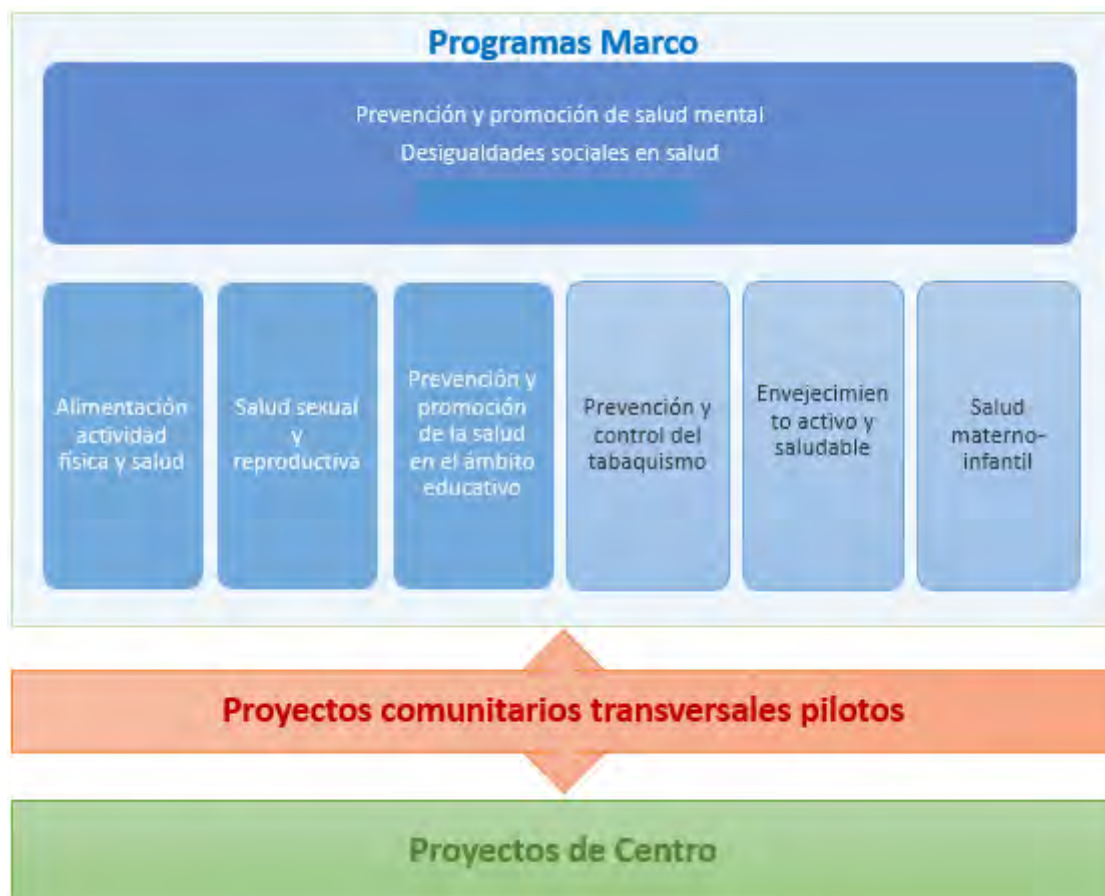 Programas Marco
Prevención y promoción de salud mental
Desigualdades sociales en salud
Alimentación
actividad
física y salud
Salud sexual
y
reproductiva
Prevención y
promoción
de la salud
en el ámbito
educativo
Prevención y
control del
tabaquismo
Envejecimien
to activo y
saludable
Salud
materno-
infantil
Proyectos comunitarios transversales pilotos
Proyectos de Centro